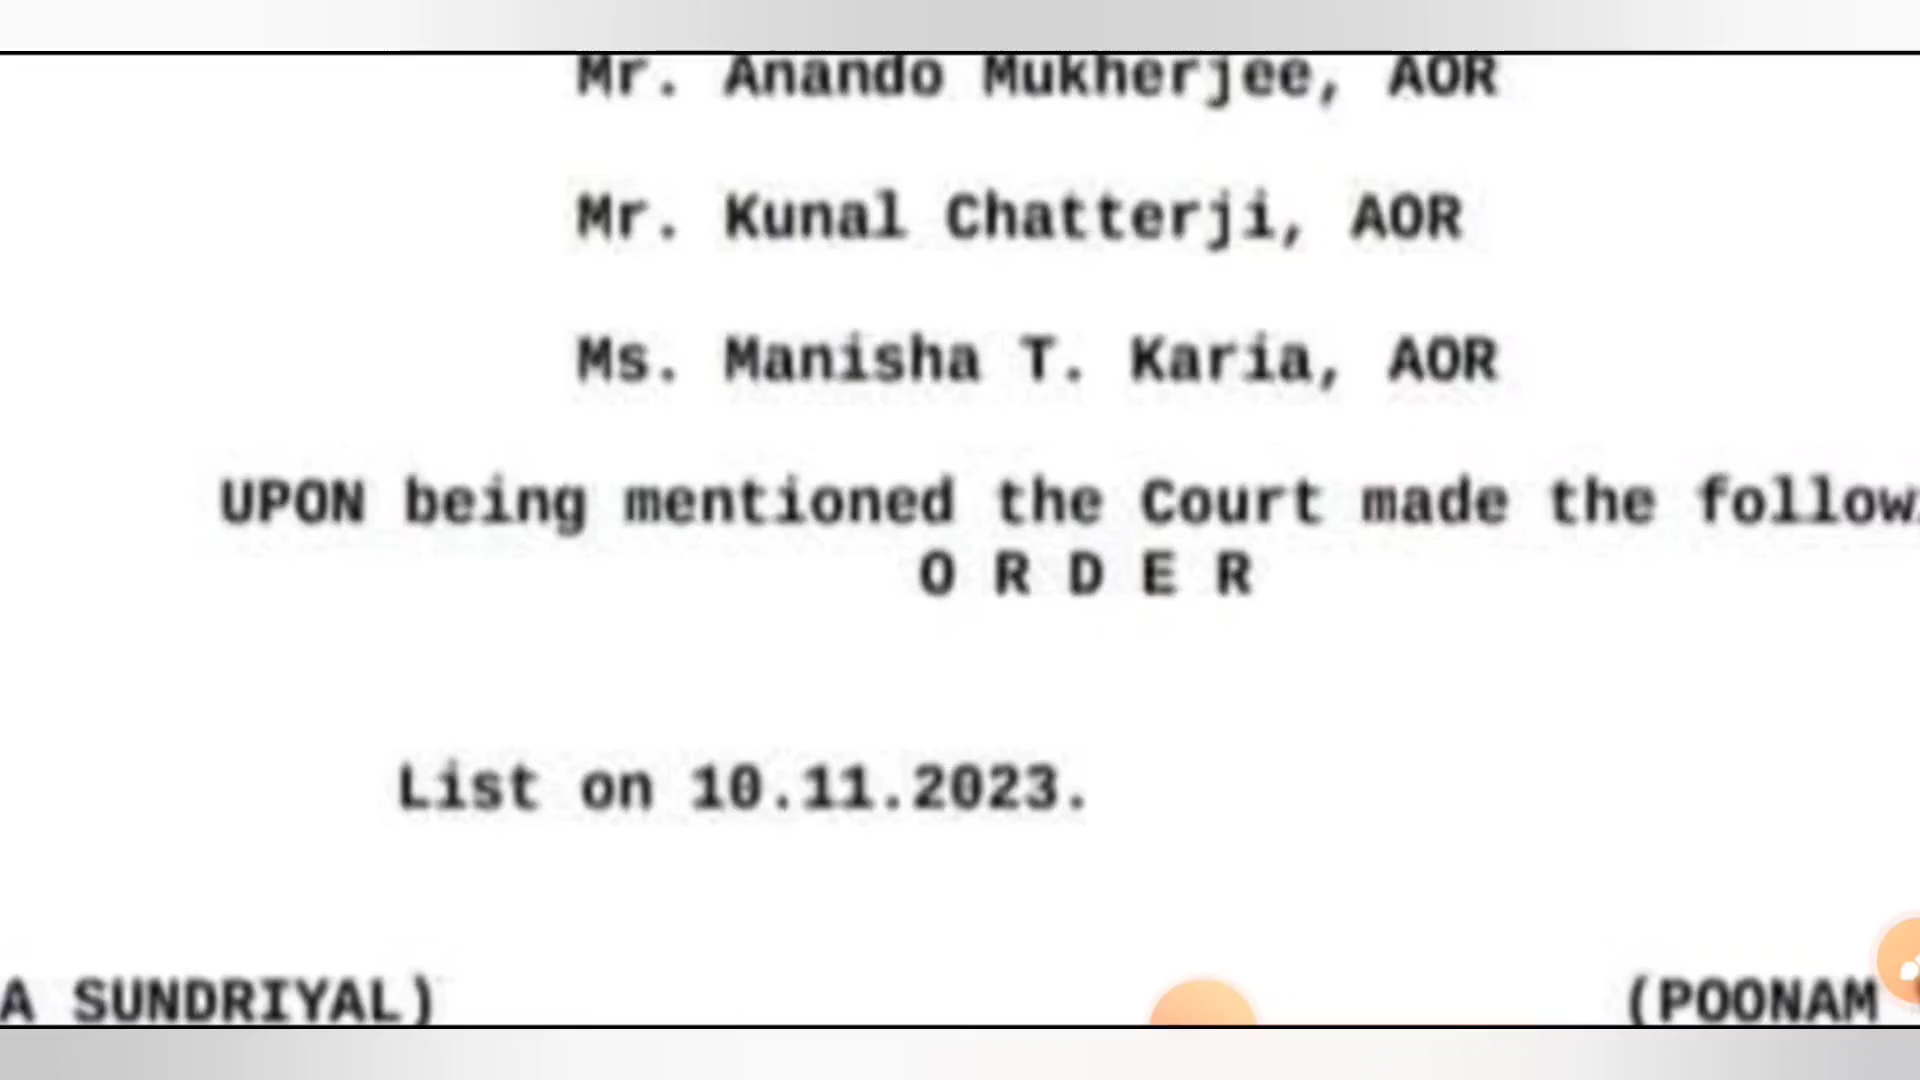 Mr. Anando Mukherjee, AOR
Mr. Kunal Chatterji, AOR
Ms. Manisha T. Karia, AOR
UPON being mentioned the Court made the follow
O R D E R
List on 10.11.2023.
A SUNDRIYAL)
(POONAM